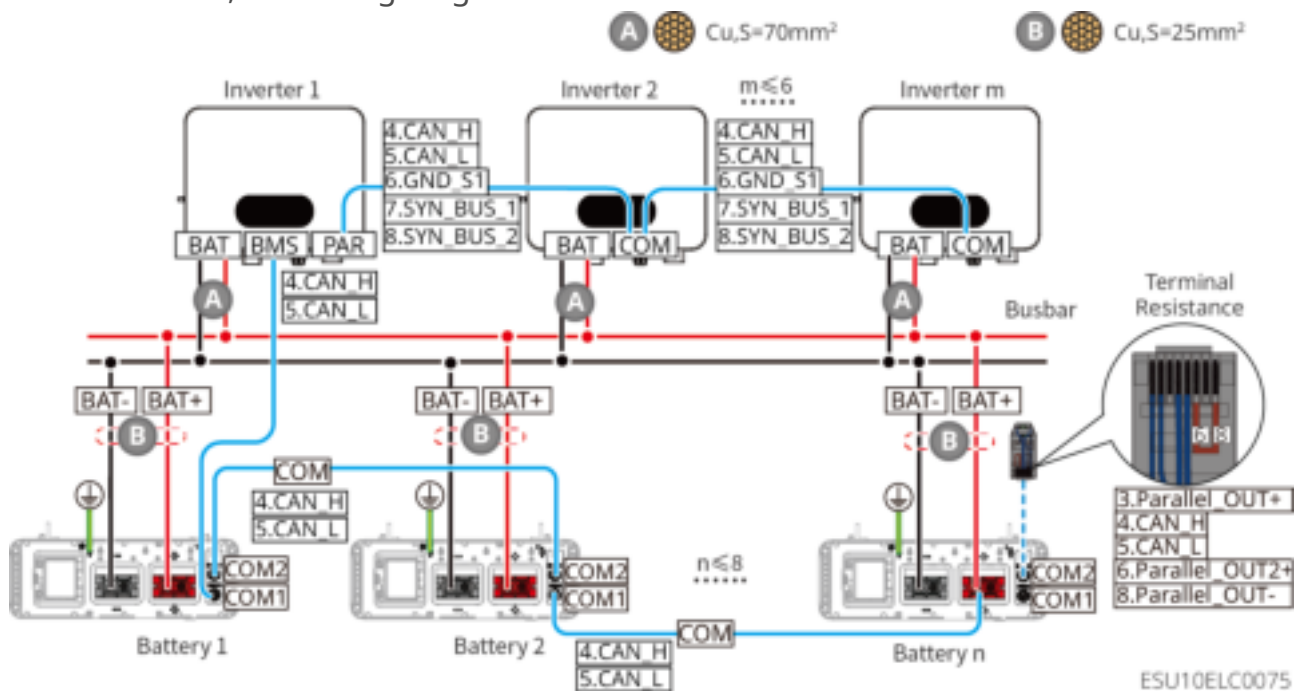 A Cu,S=70mm²
B Cu,S=25mm²
Inverter 1
Inverter 2
m≤6
Inverter m
4.CAN_H
5.CAN_L
6.GND_S1
7.SYN_BUS_1
8.SYN_BUS_2
4.CAN_H
5.CAN_L
6.GND_S1
7.SYN_BUS_1
8.SYN_BUS_2
BAT BMS PAR
BAT COM
BAT COM
4.CAN_H
5.CAN_L
A
A
A
Busbar
Terminal
Resistance
6 8
BAT- BAT+
BAT- BAT+
BAT- BAT+
B
B
B
COM
4.CAN_H
5.CAN_L
3.Parallel_OUT+
4.CAN_H
5.CAN_L
6.Parallel_OUT2+
8.Parallel_OUT-
n≤8
COM2
COM1
COM2
COM1
COM2
COM1
Battery 1
Battery 2
COM
4.CAN_H
5.CAN_L
Battery n
ESU10ELC0075